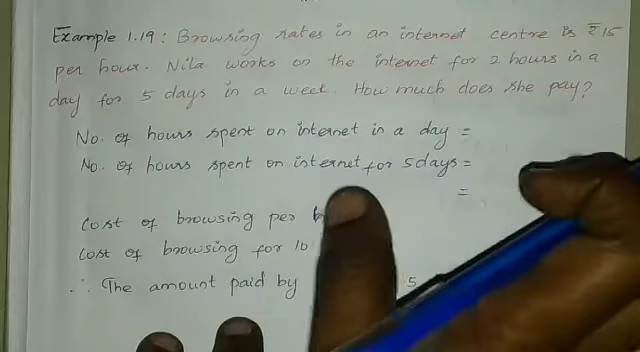 Example 1.19: Browsing rates in an internet centre is ₹15
per hour. Nila works on the internet for 2 hours in a
day for 5 days in a week. How much does she pay?
No. of hours spent on internet in a day =
No. of hours spent on internet for 5 days =
=
Cost of browsing per
Cost of browsing for 10
∴ The amount paid by 5